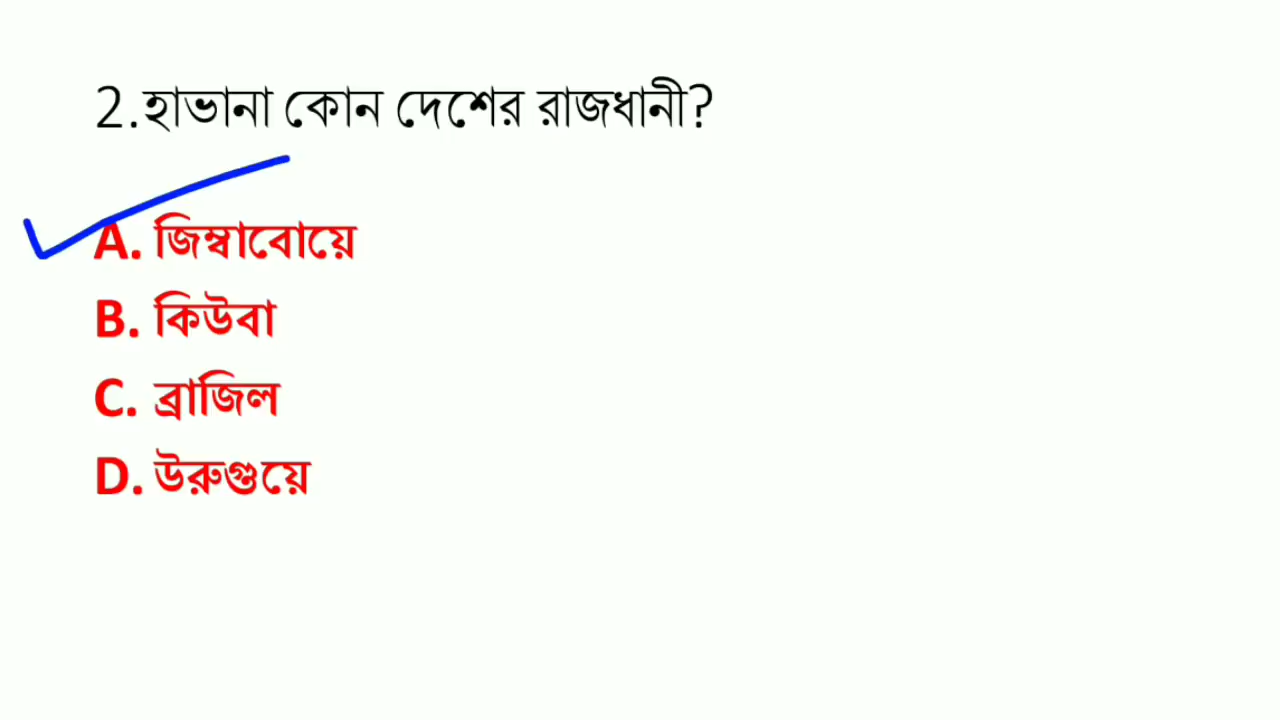 2.হাভানা কোন দেশের রাজধানী?
A. জিম্বাবোয়ে
B. কিউবা
C. ব্রাজিল
D. উরুগুয়ে